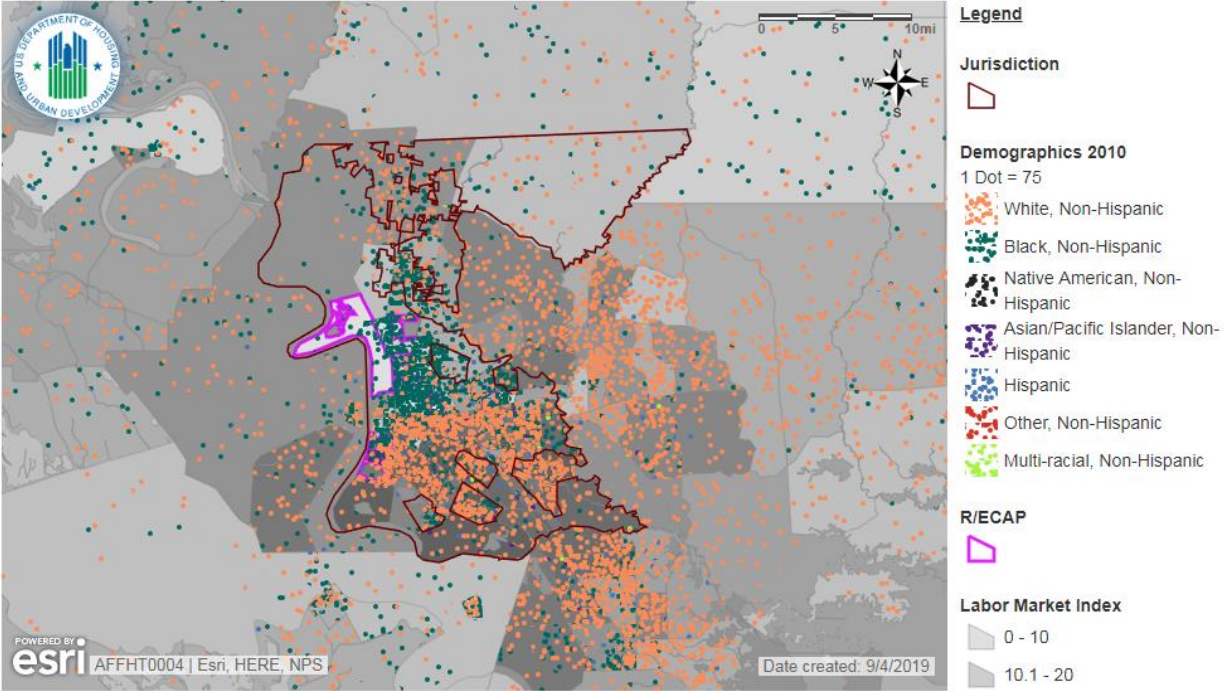 US DEPARTMENT OF HOUSING
AND URBAN DEVELOPMENT
0 5 10mi
N
W E
S
POWERED BY
esri
AFFHT0004 | Esri, HERE, NPS
Date created: 9/4/2019
Legend
Jurisdiction
Demographics 2010
1 Dot = 75
White, Non-Hispanic
Black, Non-Hispanic
Native American, Non-
Hispanic
Asian/Pacific Islander, Non-
Hispanic
Hispanic
Other, Non-Hispanic
Multi-racial, Non-Hispanic
R/ECAP
Labor Market Index
0 - 10
10.1 - 20